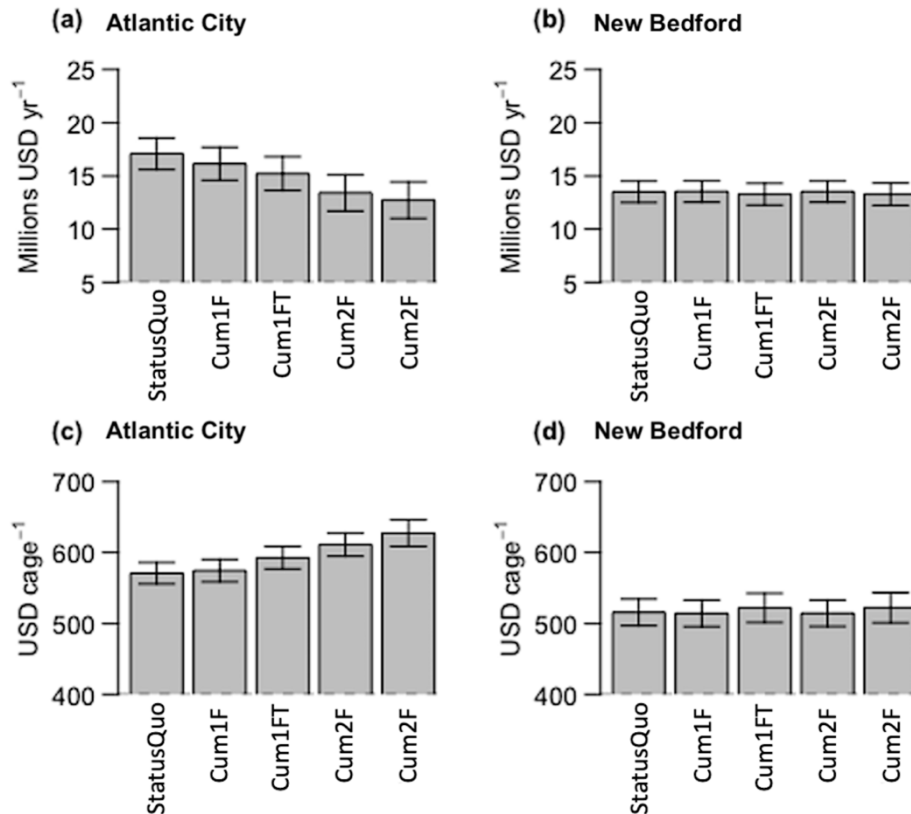 (a) Atlantic City
Millions USD yr⁻¹
25
20
15
10
5
StatusQuo
Cum1F
Cum1FT
Cum2F
Cum2F
(b) New Bedford
Millions USD yr⁻¹
25
20
15
10
5
StatusQuo
Cum1F
Cum1FT
Cum2F
Cum2F
(c) Atlantic City
USD cage⁻¹
700
600
500
400
StatusQuo
Cum1F
Cum1FT
Cum2F
Cum2F
(d) New Bedford
USD cage⁻¹
700
600
500
400
StatusQuo
Cum1F
Cum1FT
Cum2F
Cum2F